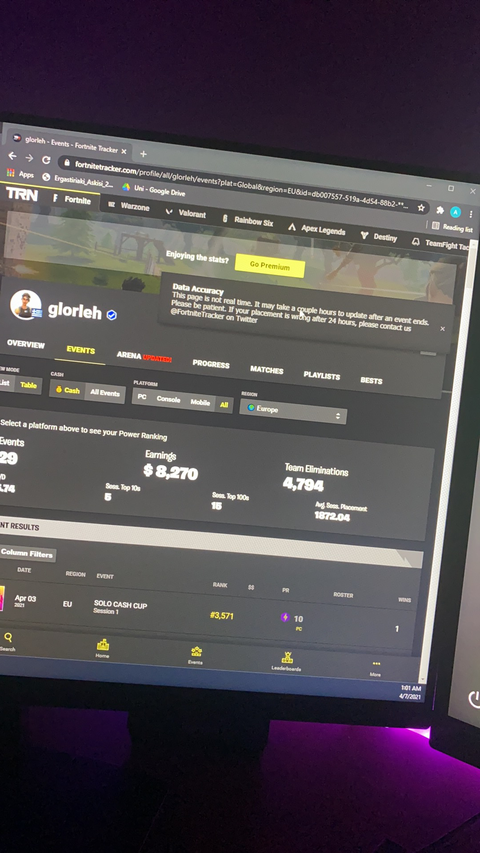 glorleh - Events - Fortnite Tracker
fortnitetracker.com/profile/all/glorleh/events?plat=Global&region=EU&id=db007557-519a-4d54-88b2-
Apps Ergastiriaki_Askisi_2... Uni - Google Drive Reading list
TRN Fortnite Warzone Valorant Rainbow Six Apex Legends Destiny TeamFight Tac
Enjoying the stats? Go Premium
Data Accuracy
This page is not real time. It may take a couple hours to update after an event ends.
Please be patient. If your placement is wrong after 24 hours, please contact us
@FortniteTracker on Twitter
glorleh
OVERVIEW EVENTS ARENA UPDATED PROGRESS MATCHES PLAYLISTS BESTS
EW MODE CASH PLATFORM REGION
List Table Cash All Events PC Console Mobile All Europe
Select a platform above to see your Power Ranking
Events Earnings Team Eliminations
29 $ 8,270 4,794
/D Sess. Top 10s Sess. Top 100s Avg. Sess. Placement
.74 5 15 1872.04
NT RESULTS
Column Filters
DATE REGION EVENT RANK $$ PR ROSTER WINS
Apr 03 EU SOLO CASH CUP #3,571 10 1
2021 Session 1 PC
Search Home Events Leaderboards More
1:01 AM
4/7/2021